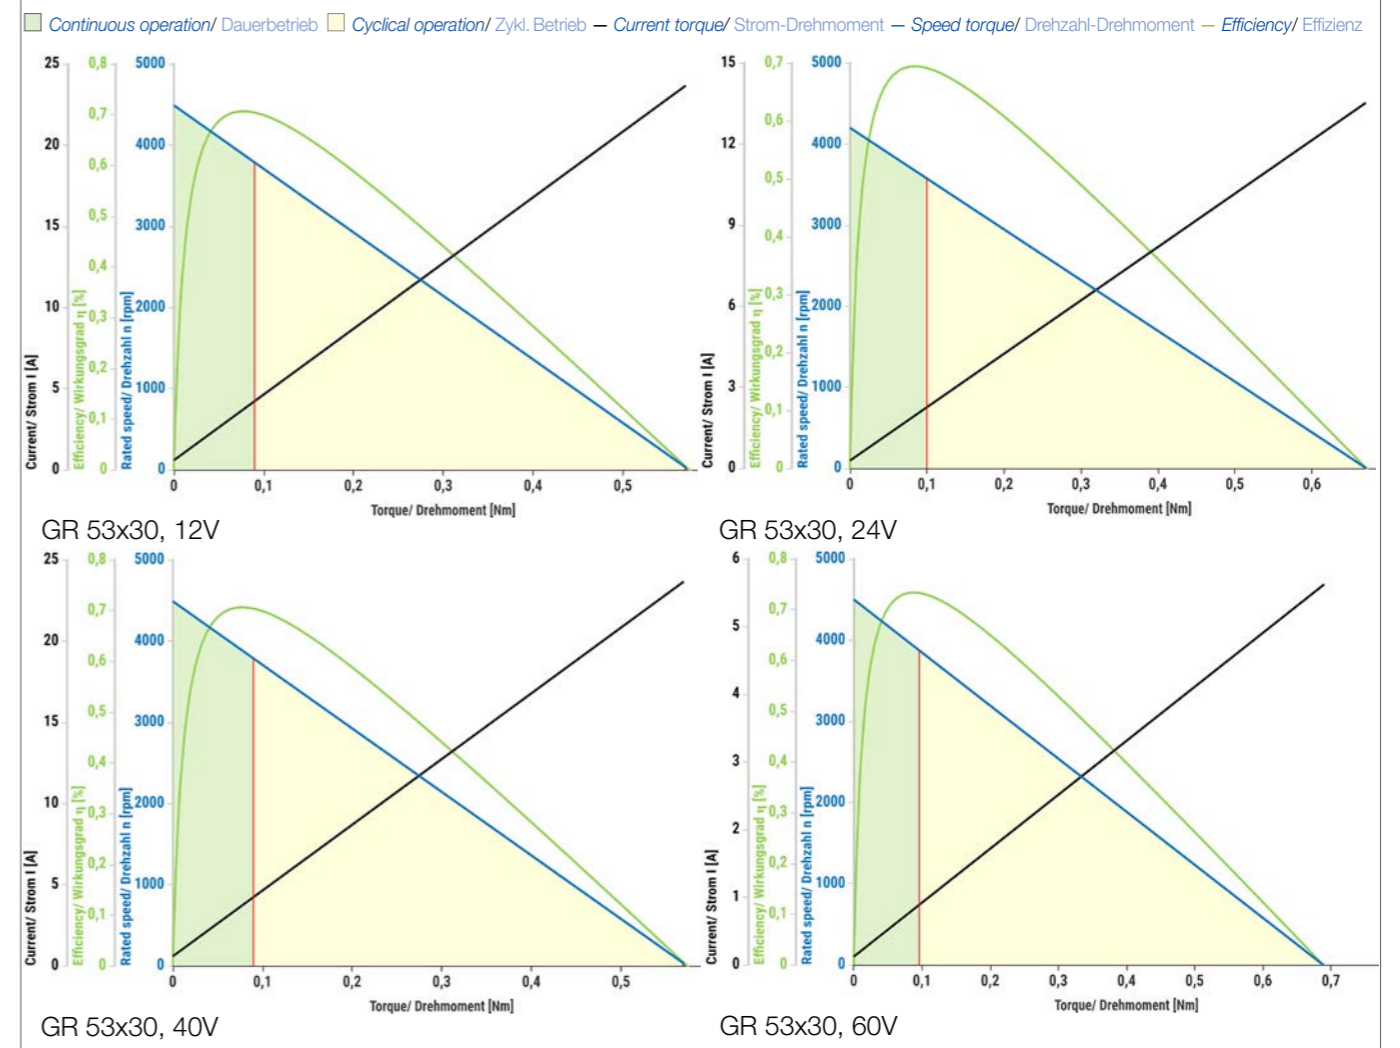 Continuous operation/ Dauerbetrieb Cyclical operation/ Zykl. Betrieb — Current torque/ Strom-Drehmoment — Speed torque/ Drehzahl-Drehmoment — Efficiency/ Effizienz
25 0,8 5000
0,7
20 4000
0,6
0,5
15 3000
0,4
10 2000
0,3
0,2
5 1000
0,1
0 0 0
Current/ Strom I [A]
Efficiency/ Wirkungsgrad η [%]
Rated speed/ Drehzahl n [rpm]
0 0,1 0,2 0,3 0,4 0,5
Torque/ Drehmoment [Nm]
GR 53x30, 12V
15 0,7 5000
0,6
12 4000
0,5
9 3000
0,4
6 0,3 2000
0,2
3 1000
0,1
0 0 0
Current/ Strom I [A]
Efficiency/ Wirkungsgrad η [%]
Rated speed/ Drehzahl n [rpm]
0 0,1 0,2 0,3 0,4 0,5 0,6
Torque/ Drehmoment [Nm]
GR 53x30, 24V
25 0,8 5000
0,7
20 4000
0,6
0,5
15 3000
0,4
10 2000
0,3
0,2
5 1000
0,1
0 0 0
Current/ Strom I [A]
Efficiency/ Wirkungsgrad η [%]
Rated speed/ Drehzahl n [rpm]
0 0,1 0,2 0,3 0,4 0,5
Torque/ Drehmoment [Nm]
GR 53x30, 40V
6 0,8 5000
0,7
5 4000
0,6
4 0,5
3000
3 0,4
2000
2 0,3
0,2
1 1000
0,1
0 0 0
Current/ Strom I [A]
Efficiency/ Wirkungsgrad η [%]
Rated speed/ Drehzahl n [rpm]
0 0,1 0,2 0,3 0,4 0,5 0,6 0,7
Torque/ Drehmoment [Nm]
GR 53x30, 60V